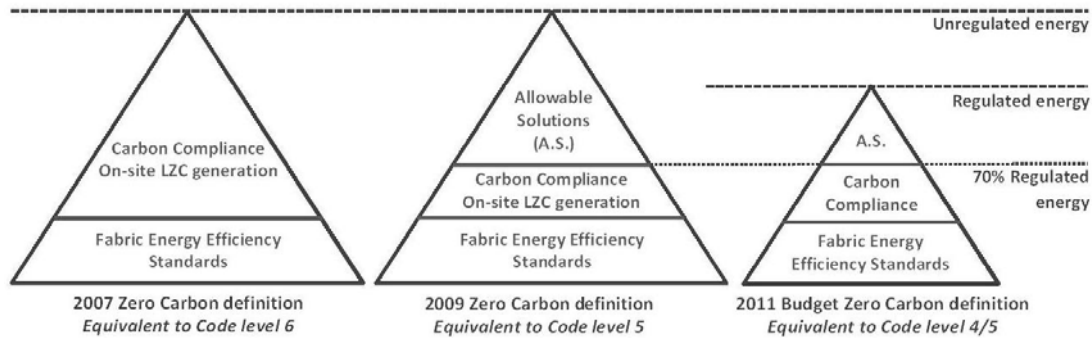 Unregulated energy
Regulated energy
70% Regulated
energy
Carbon Compliance
On-site LZC generation
Fabric Energy Efficiency
Standards
2007 Zero Carbon definition
Equivalent to Code level 6
Allowable
Solutions
(A.S.)
Carbon Compliance
On-site LZC generation
Fabric Energy Efficiency
Standards
2009 Zero Carbon definition
Equivalent to Code level 5
A.S.
Carbon
Compliance
Fabric Energy
Efficiency Standards
2011 Budget Zero Carbon definition
Equivalent to Code level 4/5